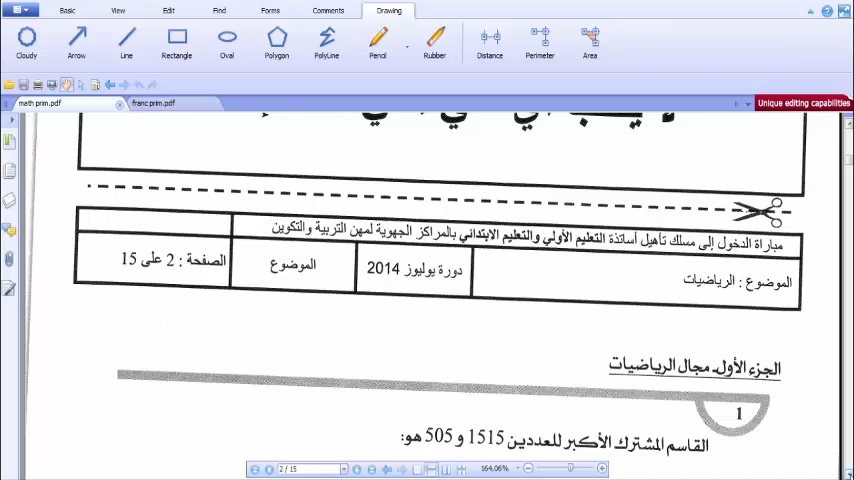 Basic View Edit Find Forms Comments Drawing
Cloudy Arrow Line Rectangle Oval Polygon PolyLine Pencil Rubber Distance Perimeter Area
math prim.pdf franc prim.pdf Unique editing capabilities
مباراة الدخول إلى مسلك تأهيل أساتذة التعليم الأولي والتعليم الابتدائي بالمراكز الجهوية لمهن التربية والتكوين
الموضوع : الرياضيات دورة يوليوز 2014 الموضوع الصفحة : 2 على 15
الجزء الأول. مجال الرياضيات
1
القاسم المشترك الأكبر للعددين 1515 و 505 هو:
2 / 15 164.06%